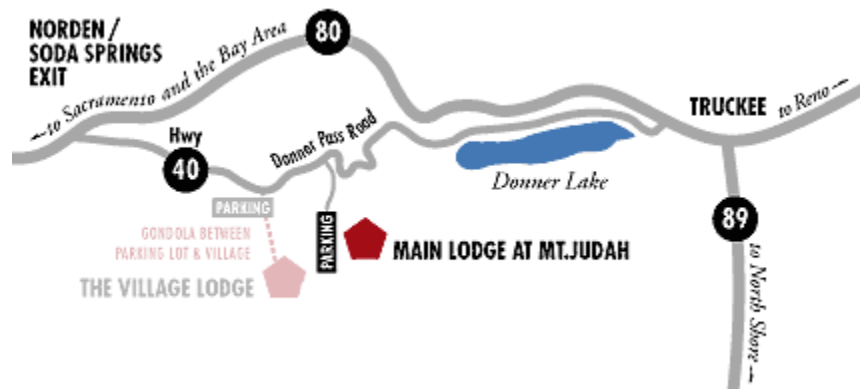 NORDEN /
SODA SPRINGS
EXIT
80
←to Sacramento and the Bay Area
TRUCKEE
to Reno→
Hwy
40
Donnor Pass Road
Donner Lake
PARKING
89
GONDOLA BETWEEN
PARKING LOT & VILLAGE
PARKING
MAIN LODGE AT MT.JUDAH
THE VILLAGE LODGE
to North Shore→